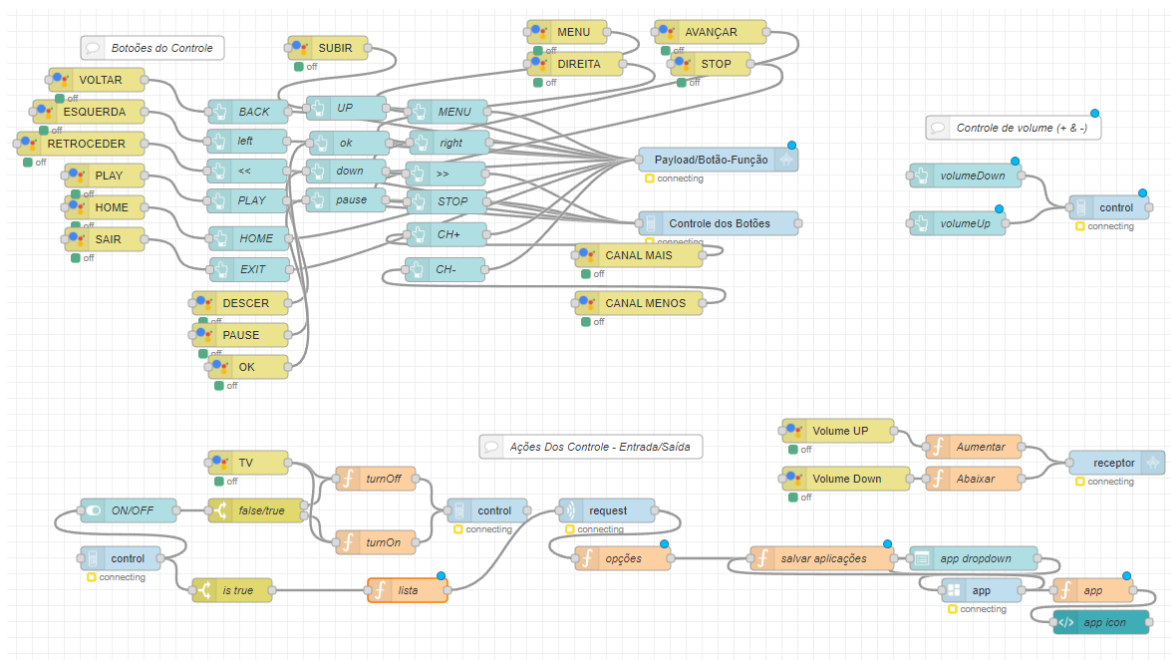 Botoões do Controle
SUBIR
off
MENU
off
AVANÇAR
off
DIREITA
off
STOP
off
VOLTAR
off
ESQUERDA
off
RETROCEDER
off
PLAY
off
HOME
off
SAIR
off
BACK
UP
MENU
left
ok
right
<<
down
>>
PLAY
pause
STOP
HOME
CH+
EXIT
CH-
Payload/Botão-Função
connecting
Controle dos Botões
connecting
CANAL MAIS
off
CANAL MENOS
off
DESCER
off
PAUSE
off
OK
off
Controle de volume (+ & -)
volumeDown
volumeUp
control
connecting
Ações Dos Controle - Entrada/Saída
Volume UP
off
Aumentar
Volume Down
off
Abaixar
receptor
connecting
TV
off
turnOff
ON/OFF
false/true
control
connecting
request
connecting
turnOn
control
connecting
opções
salvar aplicações
app dropdown
is true
lista
app
connecting
app
app icon